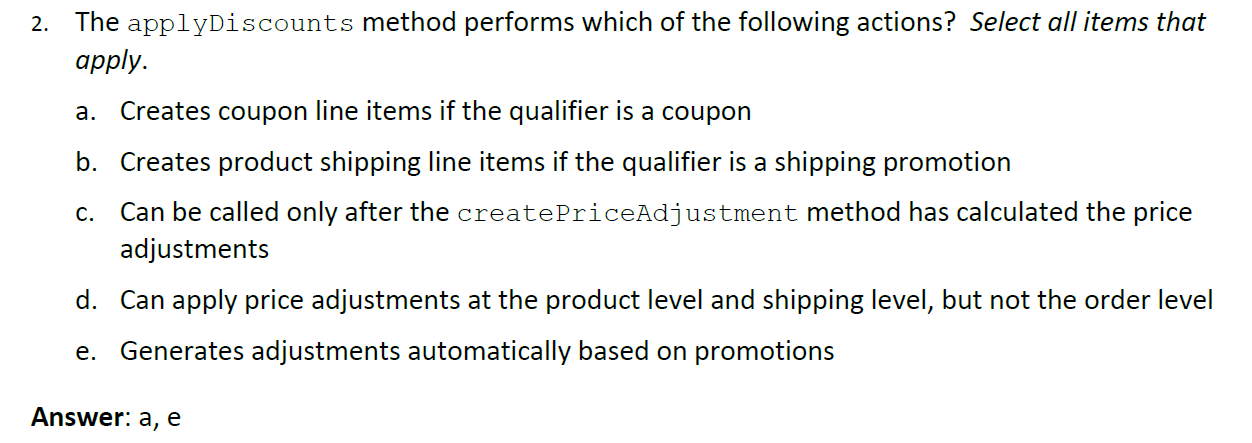 2. The applyDiscounts method performs which of the following actions? Select all items that
apply.
a. Creates coupon line items if the qualifier is a coupon
b. Creates product shipping line items if the qualifier is a shipping promotion
c. Can be called only after the createPriceAdjustment method has calculated the price
adjustments
d. Can apply price adjustments at the product level and shipping level, but not the order level
e. Generates adjustments automatically based on promotions
Answer: a, e